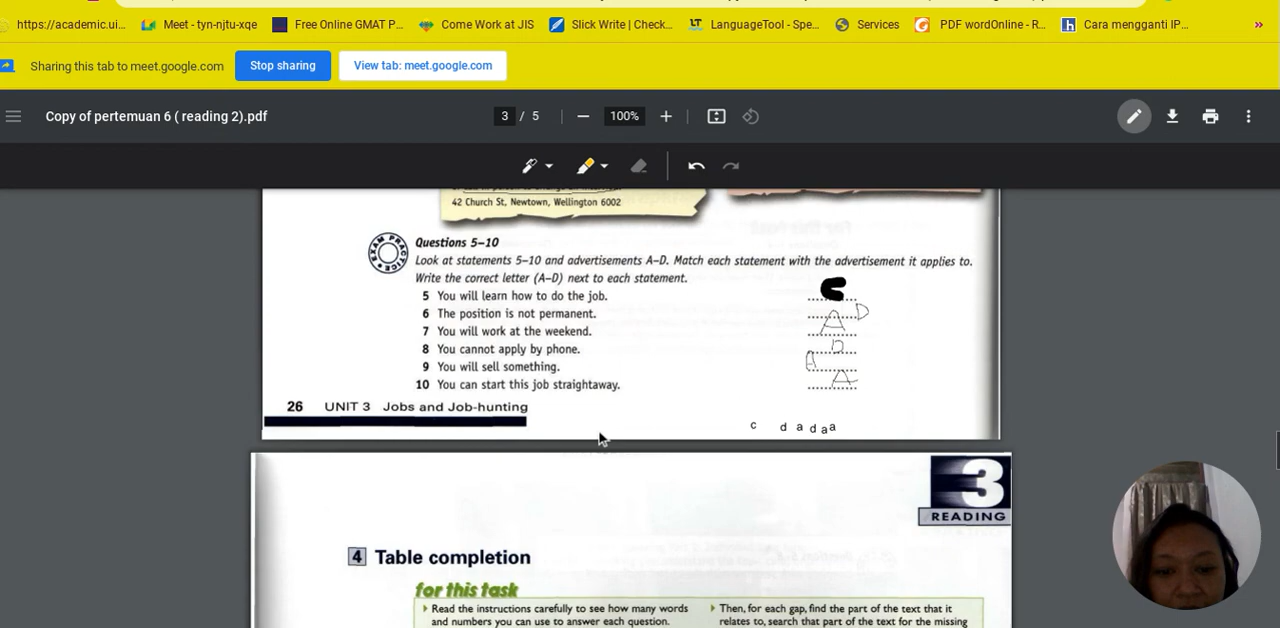 https://academic.ui... Meet - tyn-njtu-xqe Free Online GMAT P... Come Work at JIS Slick Write | Check... LanguageTool - Spe... Services PDF wordOnline - R... Cara mengganti IP... »
Sharing this tab to meet.google.com Stop sharing View tab: meet.google.com
Copy of pertemuan 6 ( reading 2).pdf 3 / 5 100%
42 Church St, Newtown, Wellington 6002
EXAM PRACTICE
Questions 5–10
Look at statements 5–10 and advertisements A–D. Match each statement with the advertisement it applies to.
Write the correct letter (A–D) next to each statement.
5 You will learn how to do the job. C
6 The position is not permanent. D
7 You will work at the weekend. A
8 You cannot apply by phone. D
9 You will sell something. A
10 You can start this job straightaway. A
26 UNIT 3 Jobs and Job-hunting
c d a d a a
3
READING
4 Table completion
for this task
Read the instructions carefully to see how many words
and numbers you can use to answer each question.
Then, for each gap, find the part of the text that it
relates to, search that part of the text for the missing